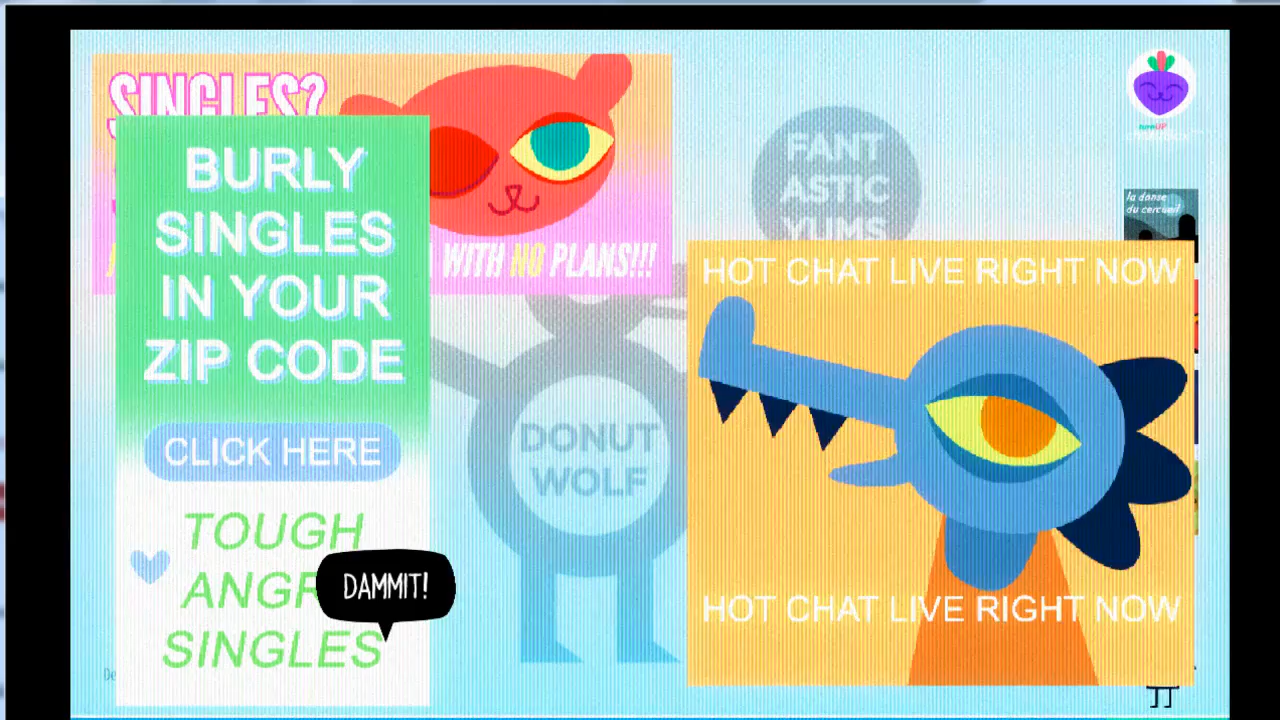 SINGLES?
BURLY
SINGLES
IN YOUR
ZIP CODE
CLICK HERE
TOUGH
SINGLES
DAMMIT!
WITH NO PLANS!!!
FANT
ASTIC
YUMS
DONUT
WOLF
turnUP
la danse
du cercueil
HOT CHAT LIVE RIGHT NOW
HOT CHAT LIVE RIGHT NOW